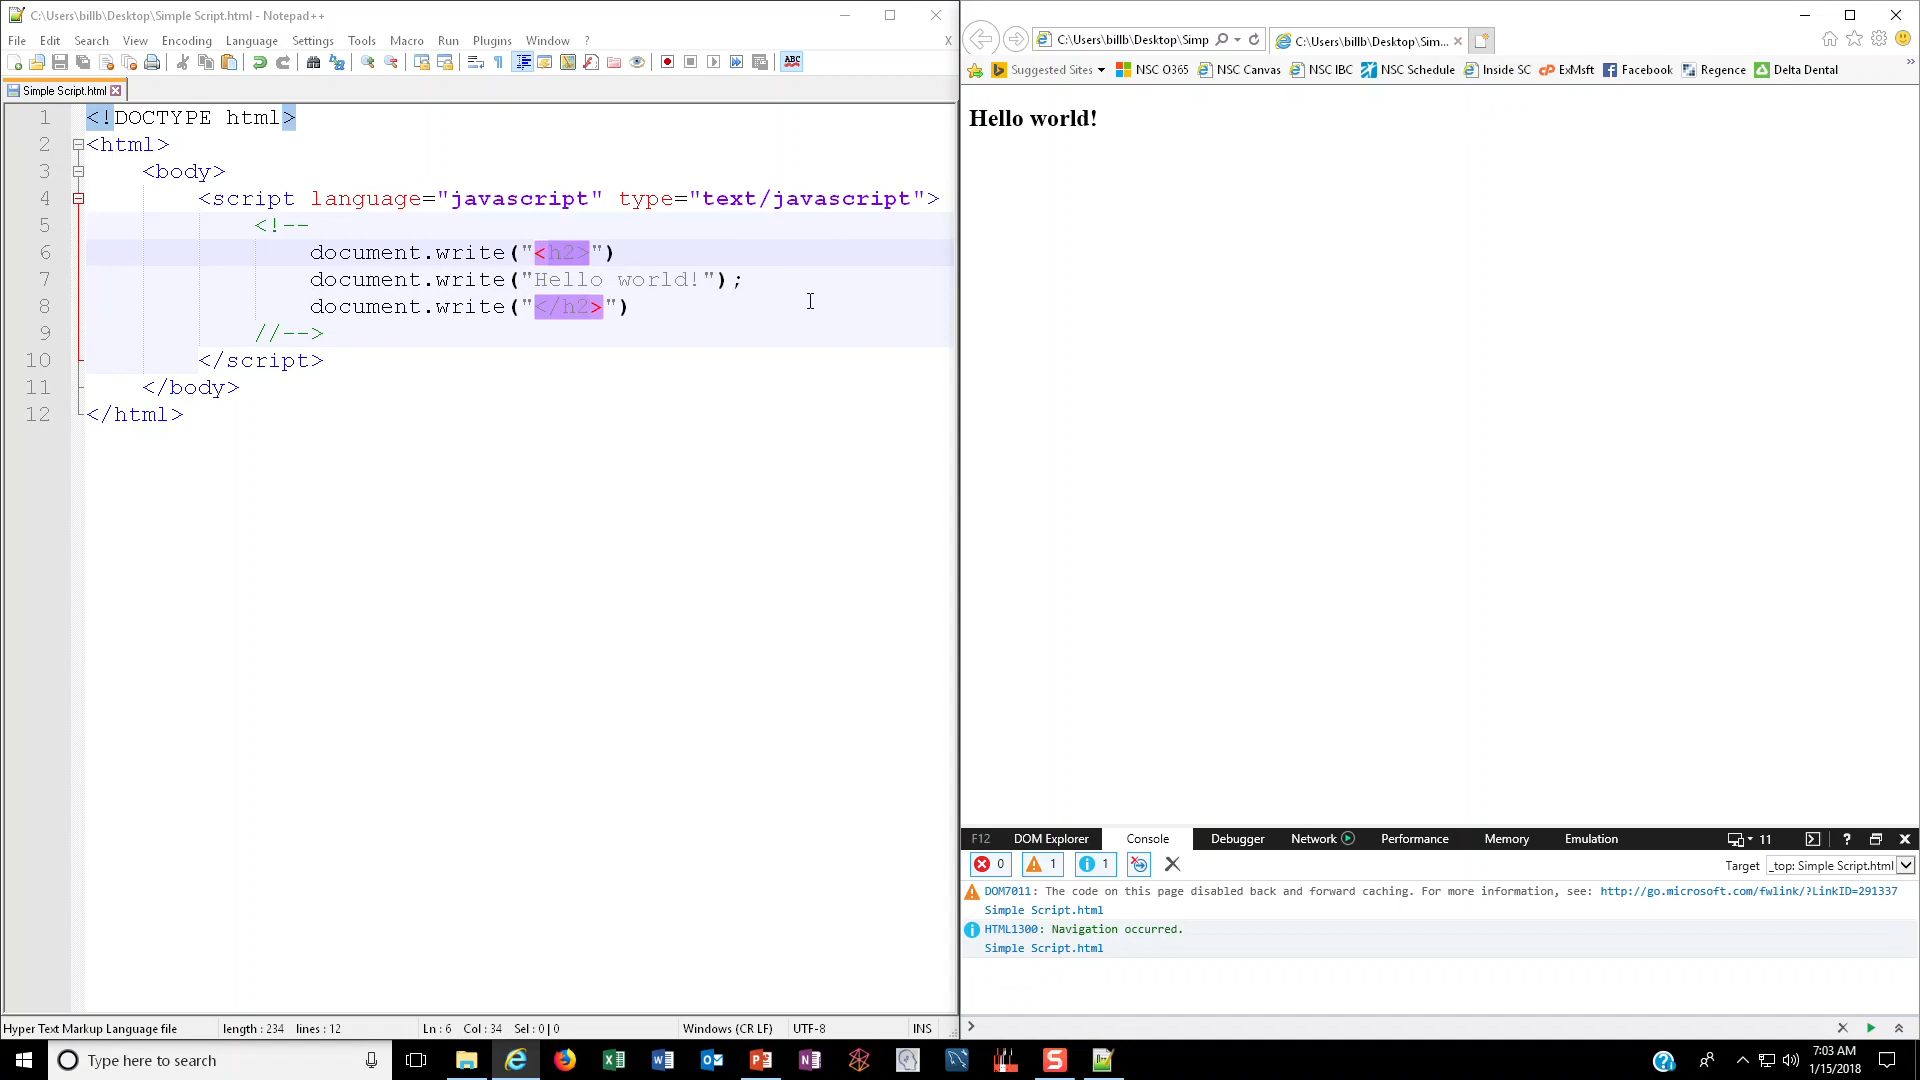 C:\Users\billb\Desktop\Simple Script.html - Notepad++
File Edit Search View Encoding Language Settings Tools Macro Run Plugins Window ? X
ABC
Simple Script.html
1 <!DOCTYPE html>
2 <html>
3 <body>
4 <script language="javascript" type="text/javascript">
5 <!--
6 document.write("<h2>")
7 document.write("Hello world!");
8 document.write("</h2>")
9 //-->
10 </script>
11 </body>
12 </html>
Hyper Text Markup Language file length : 234 lines : 12 Ln : 6 Col : 34 Sel : 0 | 0 Windows (CR LF) UTF-8 INS
C:\Users\billb\Desktop\Simp
C:\Users\billb\Desktop\Sim...
Suggested Sites NSC O365 NSC Canvas NSC IBC NSC Schedule Inside SC ExMsft Facebook Regence Delta Dental
Hello world!
F12 DOM Explorer Console Debugger Network Performance Memory Emulation 11 ?
0 1 1 Target _top: Simple Script.html
DOM7011: The code on this page disabled back and forward caching. For more information, see: http://go.microsoft.com/fwlink/?LinkID=291337
Simple Script.html
HTML1300: Navigation occurred.
Simple Script.html
Type here to search
7:03 AM
1/15/2018